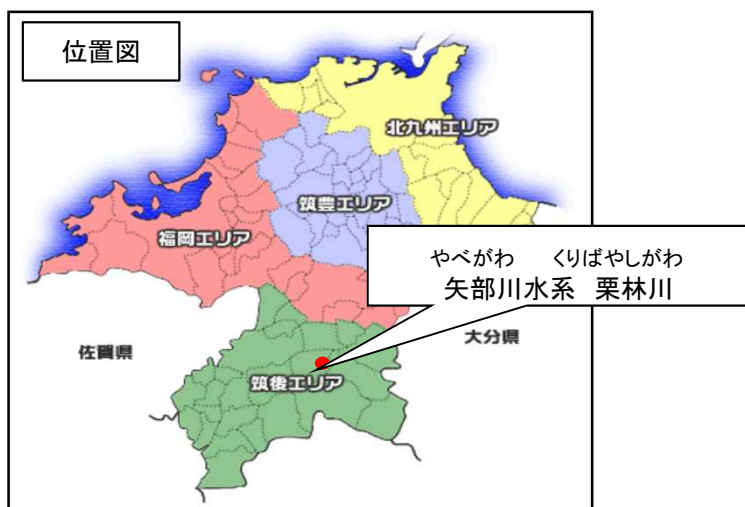 位置図
北九州エリア
筑豊エリア
福岡エリア
やべがわ くりばやしがわ
矢部川水系 栗林川
大分県
佐賀県
筑後エリア